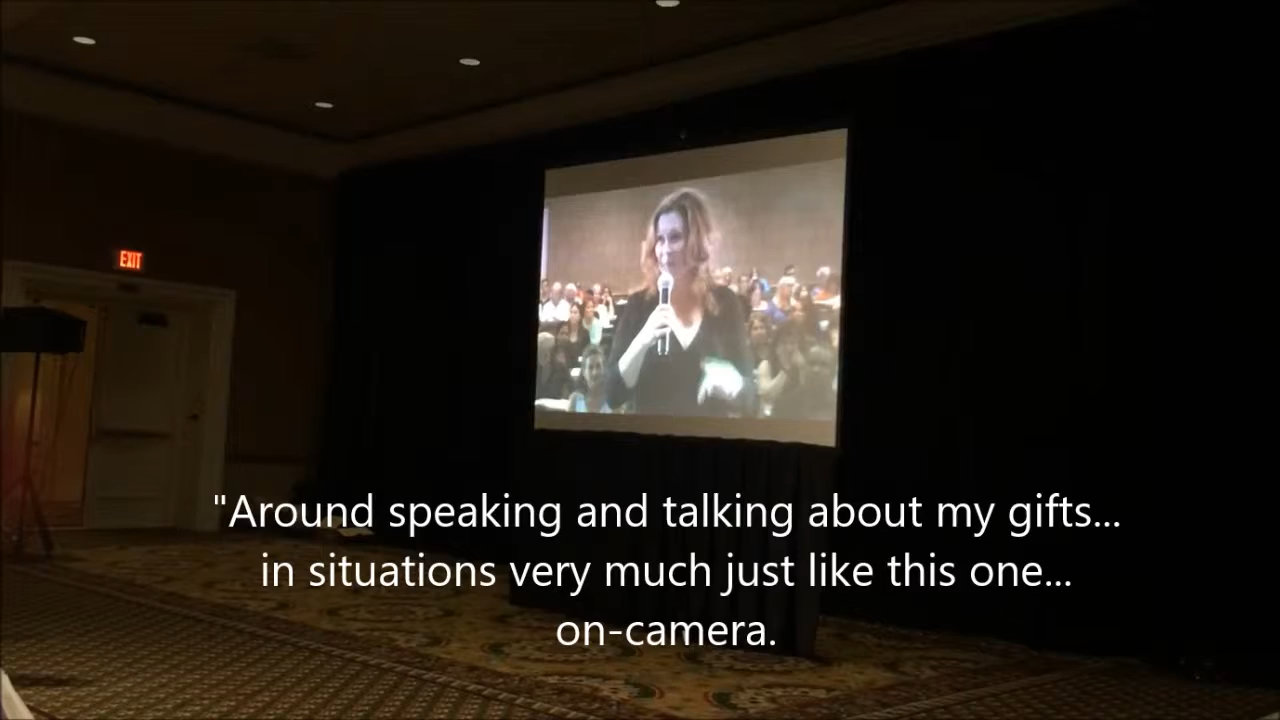 EXIT
"Around speaking and talking about my gifts...
in situations very much just like this one...
on-camera.